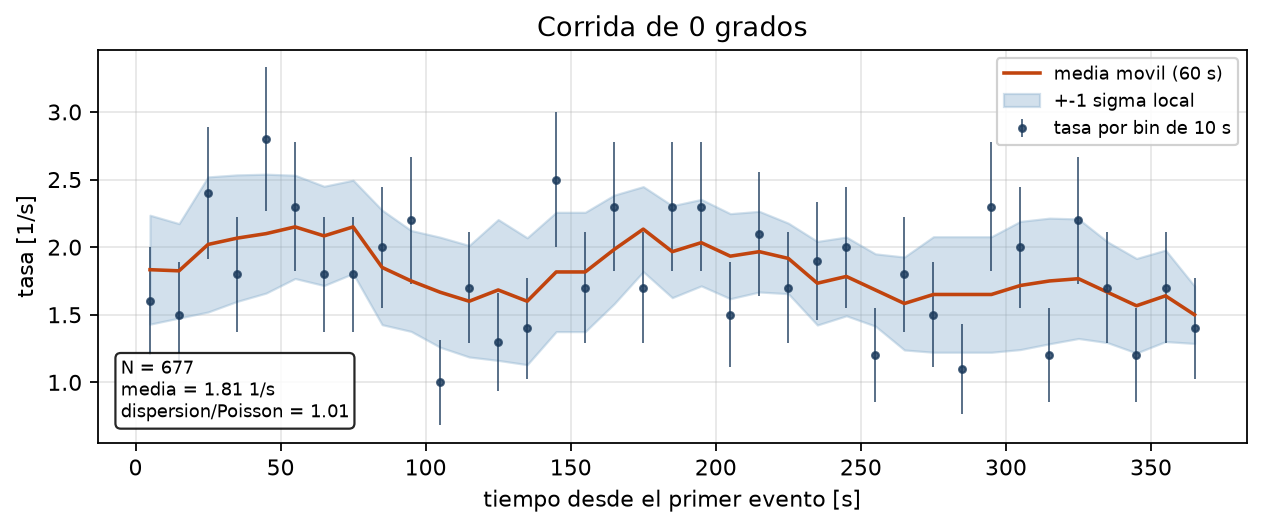 Corrida de 0 grados
tasa [1/s]
3.0
2.5
2.0
1.5
1.0
media movil (60 s)
+-1 sigma local
tasa por bin de 10 s
N = 677
media = 1.81 1/s
dispersion/Poisson = 1.01
0 50 100 150 200 250 300 350
tiempo desde el primer evento [s]